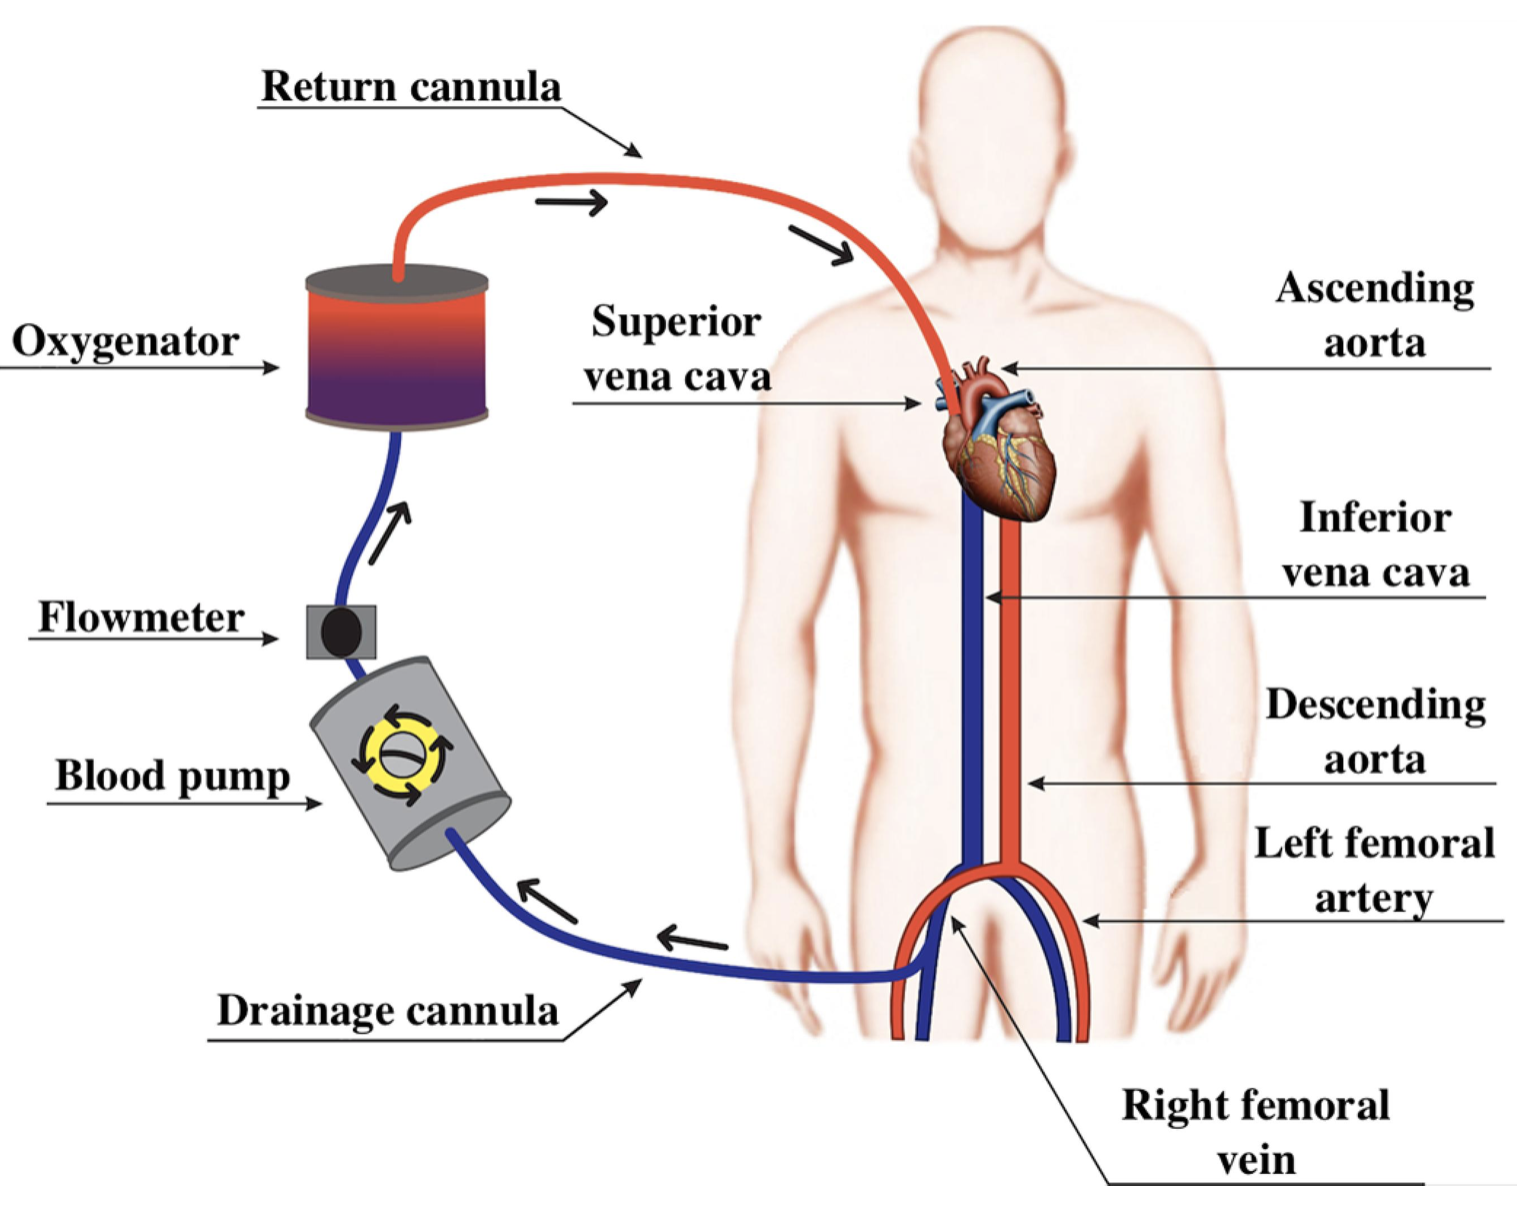 Return cannula
Oxygenator
Superior
vena cava
Ascending
aorta
Inferior
vena cava
Flowmeter
Descending
aorta
Blood pump
Left femoral
artery
Drainage cannula
Right femoral
vein